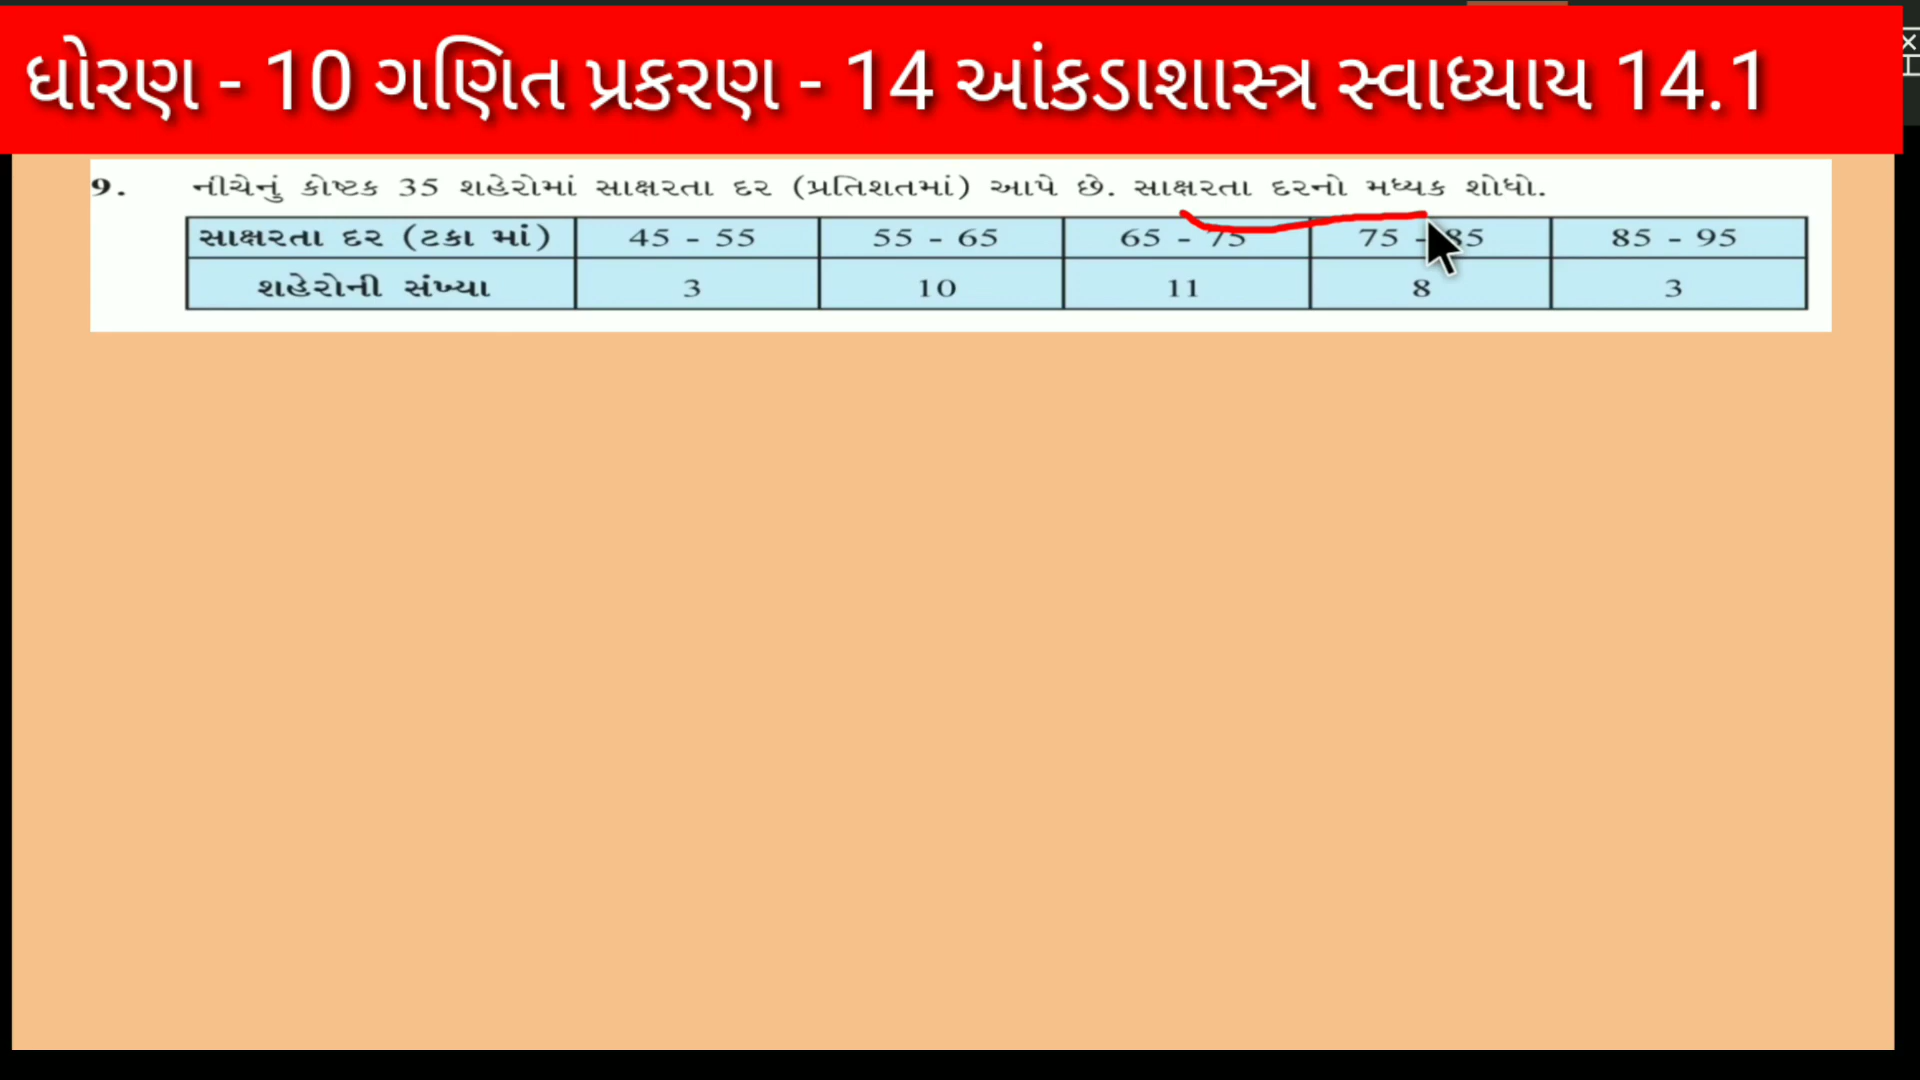 ધોરણ - 10 ગણિત પ્રકરણ - 14 આંકડાશાસ્ત્ર સ્વાધ્યાય 14.1
9. નીચેનું કોષ્ટક 35 શહેરોમાં સાક્ષરતા દર (પ્રતિશતમાં) આપે છે. સાક્ષરતા દરનો મધ્યક શોધો.
સાક્ષરતા દર (ટકા માં) 45 - 55 55 - 65 65 - 75 75 - 85 85 - 95
શહેરોની સંખ્યા 3 10 11 8 3